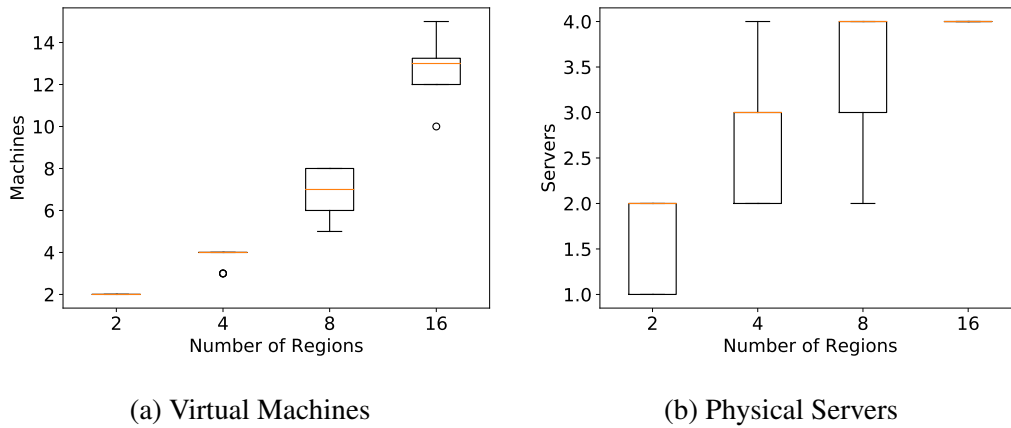 14
12
10
8
6
4
2
Machines
2 4 8 16
Number of Regions
(a) Virtual Machines
4.0
3.5
3.0
2.5
2.0
1.5
1.0
Servers
2 4 8 16
Number of Regions
(b) Physical Servers